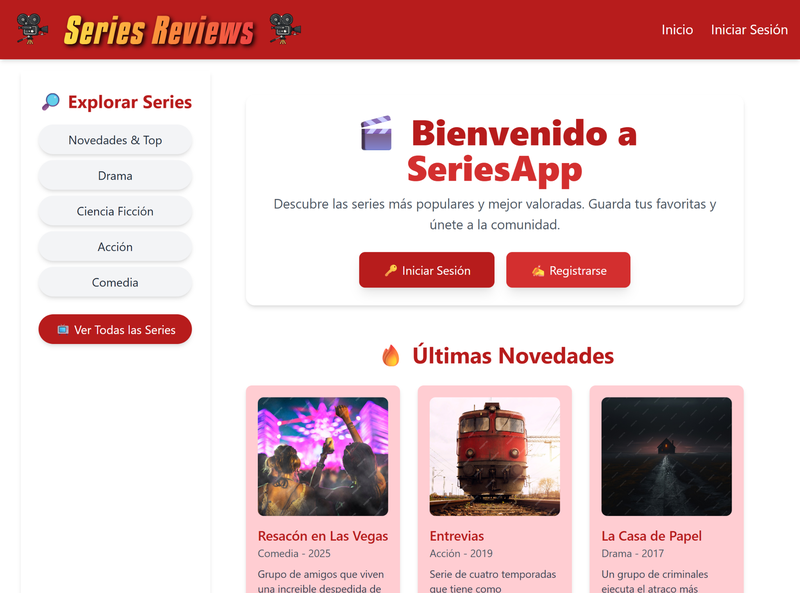 Series Reviews
Inicio
Iniciar Sesión
Explorar Series
Novedades & Top
Drama
Ciencia Ficción
Acción
Comedia
Ver Todas las Series
Bienvenido a
SeriesApp
Descubre las series más populares y mejor valoradas. Guarda tus favoritas y
únete a la comunidad.
Iniciar Sesión
Registrarse
Últimas Novedades
Resacón en Las Vegas
Comedia - 2025
Grupo de amigos que viven
una increible despedida de
Entrevias
Acción - 2019
Serie de cuatro temporadas
que tiene como
La Casa de Papel
Drama - 2017
Un grupo de criminales
ejecuta el atraco más